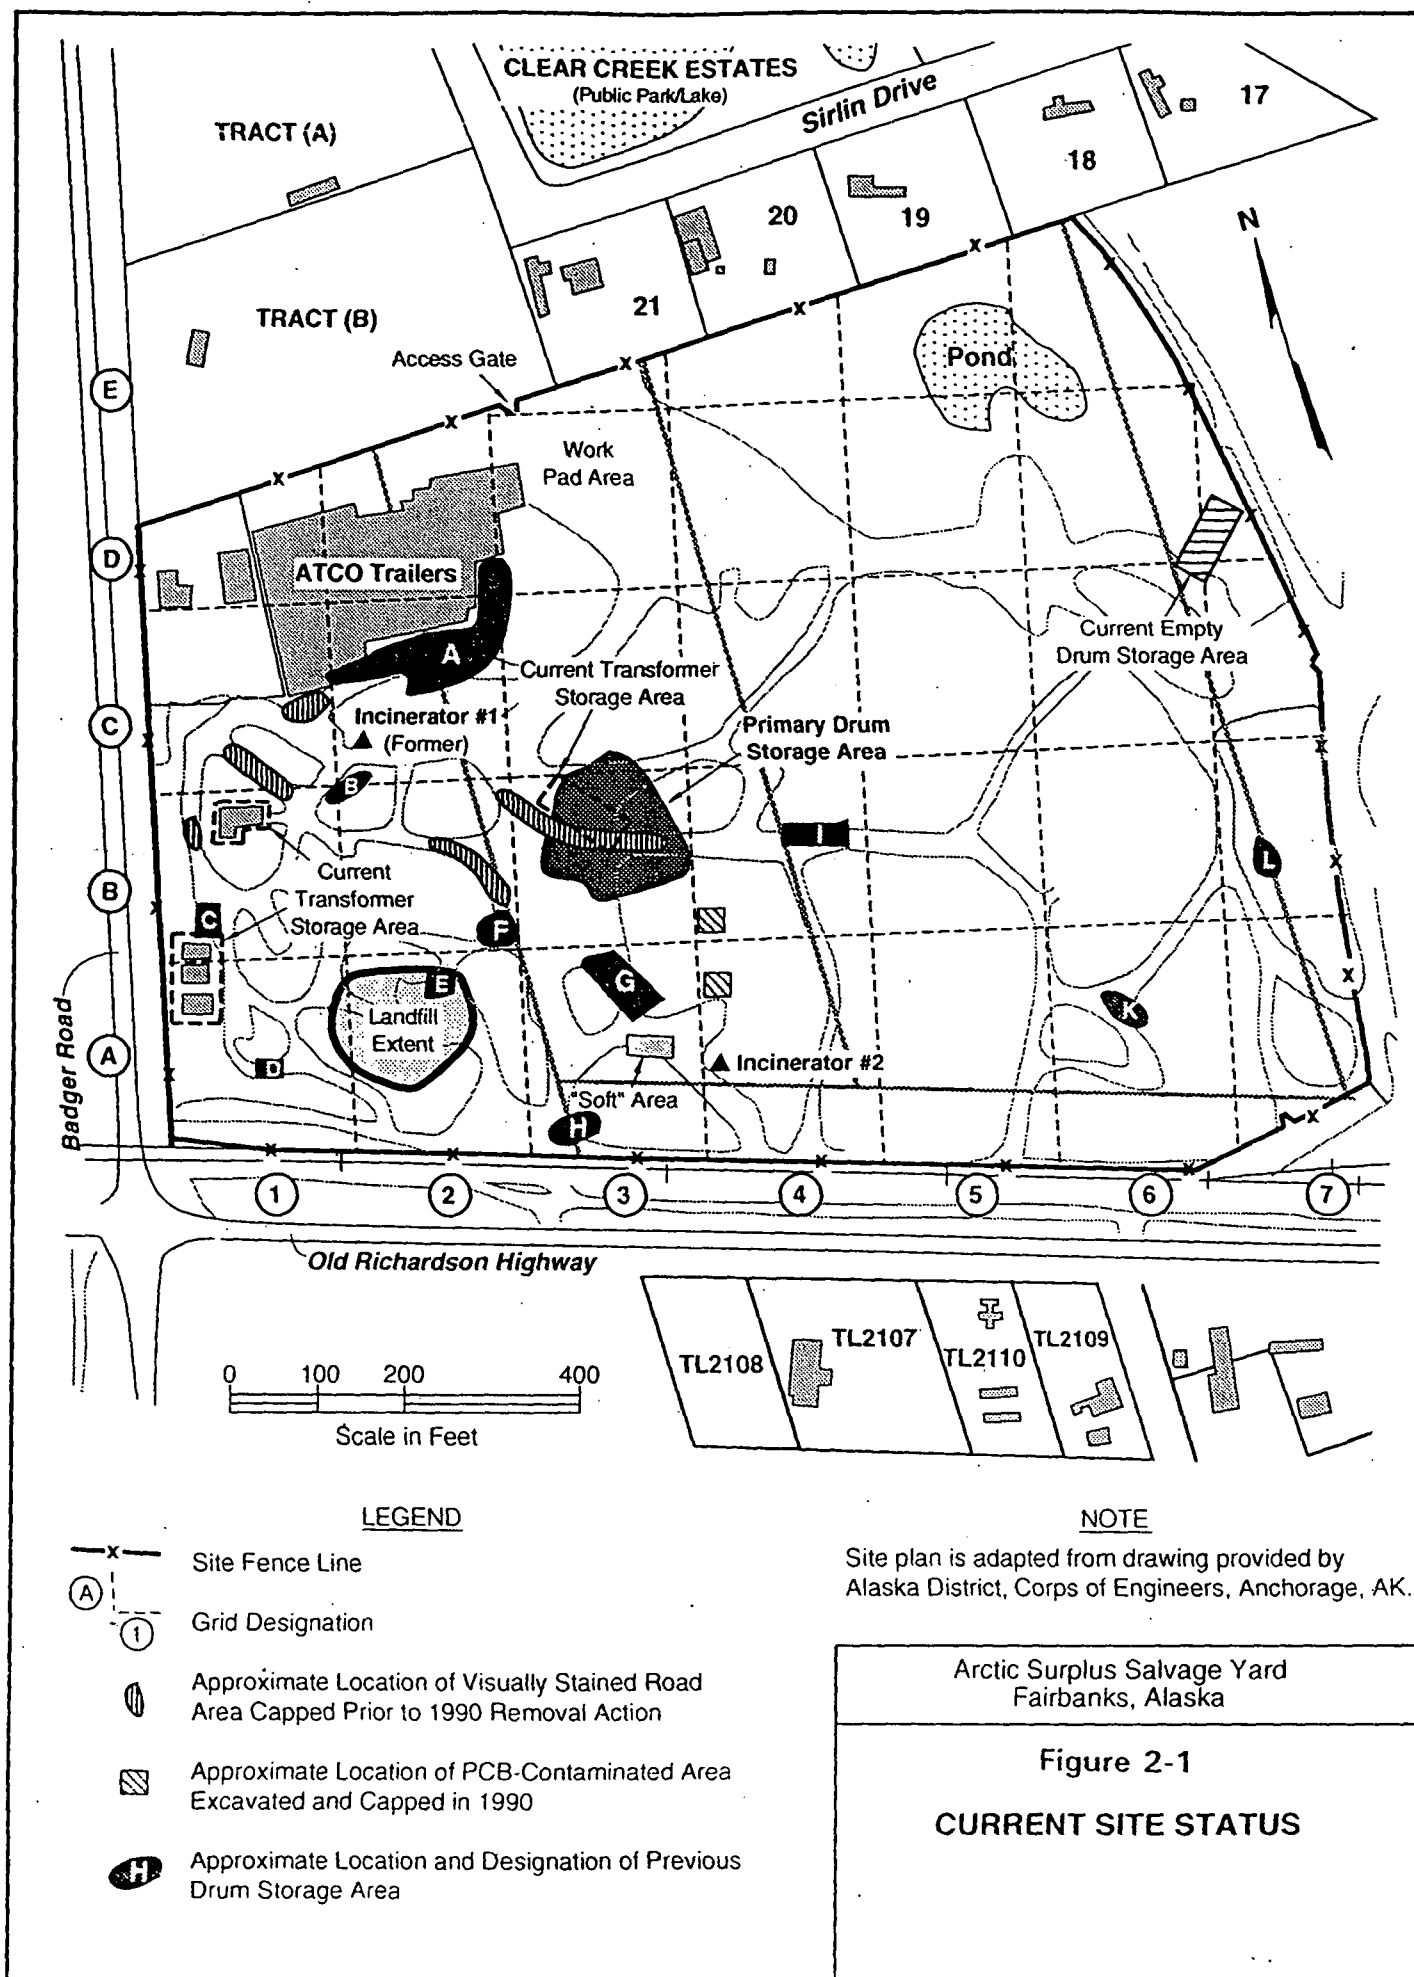 CLEAR CREEK ESTATES
(Public Park/Lake)
Sirlin Drive
TRACT (A)
17
18
19
20
21
N
TRACT (B)
Access Gate
Pond
E
Work
Pad Area
D
ATCO Trailers
A
Current Transformer
Storage Area
Current Empty
Drum Storage Area
C
Incinerator #1
(Former)
Primary Drum
Storage Area
B
I
L
B
Current
Transformer
Storage Area
C
F
E
G
K
Landfill
Extent
Badger Road
A
D
Incinerator #2
"Soft" Area
H
1
2
3
4
5
6
7
Old Richardson Highway
TL2108
TL2107
TL2110
TL2109
0 100 200 400
Scale in Feet
LEGEND
x
Site Fence Line
A
1
Grid Designation
Approximate Location of Visually Stained Road
Area Capped Prior to 1990 Removal Action
Approximate Location of PCB-Contaminated Area
Excavated and Capped in 1990
H
Approximate Location and Designation of Previous
Drum Storage Area
NOTE
Site plan is adapted from drawing provided by
Alaska District, Corps of Engineers, Anchorage, AK.
Arctic Surplus Salvage Yard
Fairbanks, Alaska
Figure 2-1
CURRENT SITE STATUS